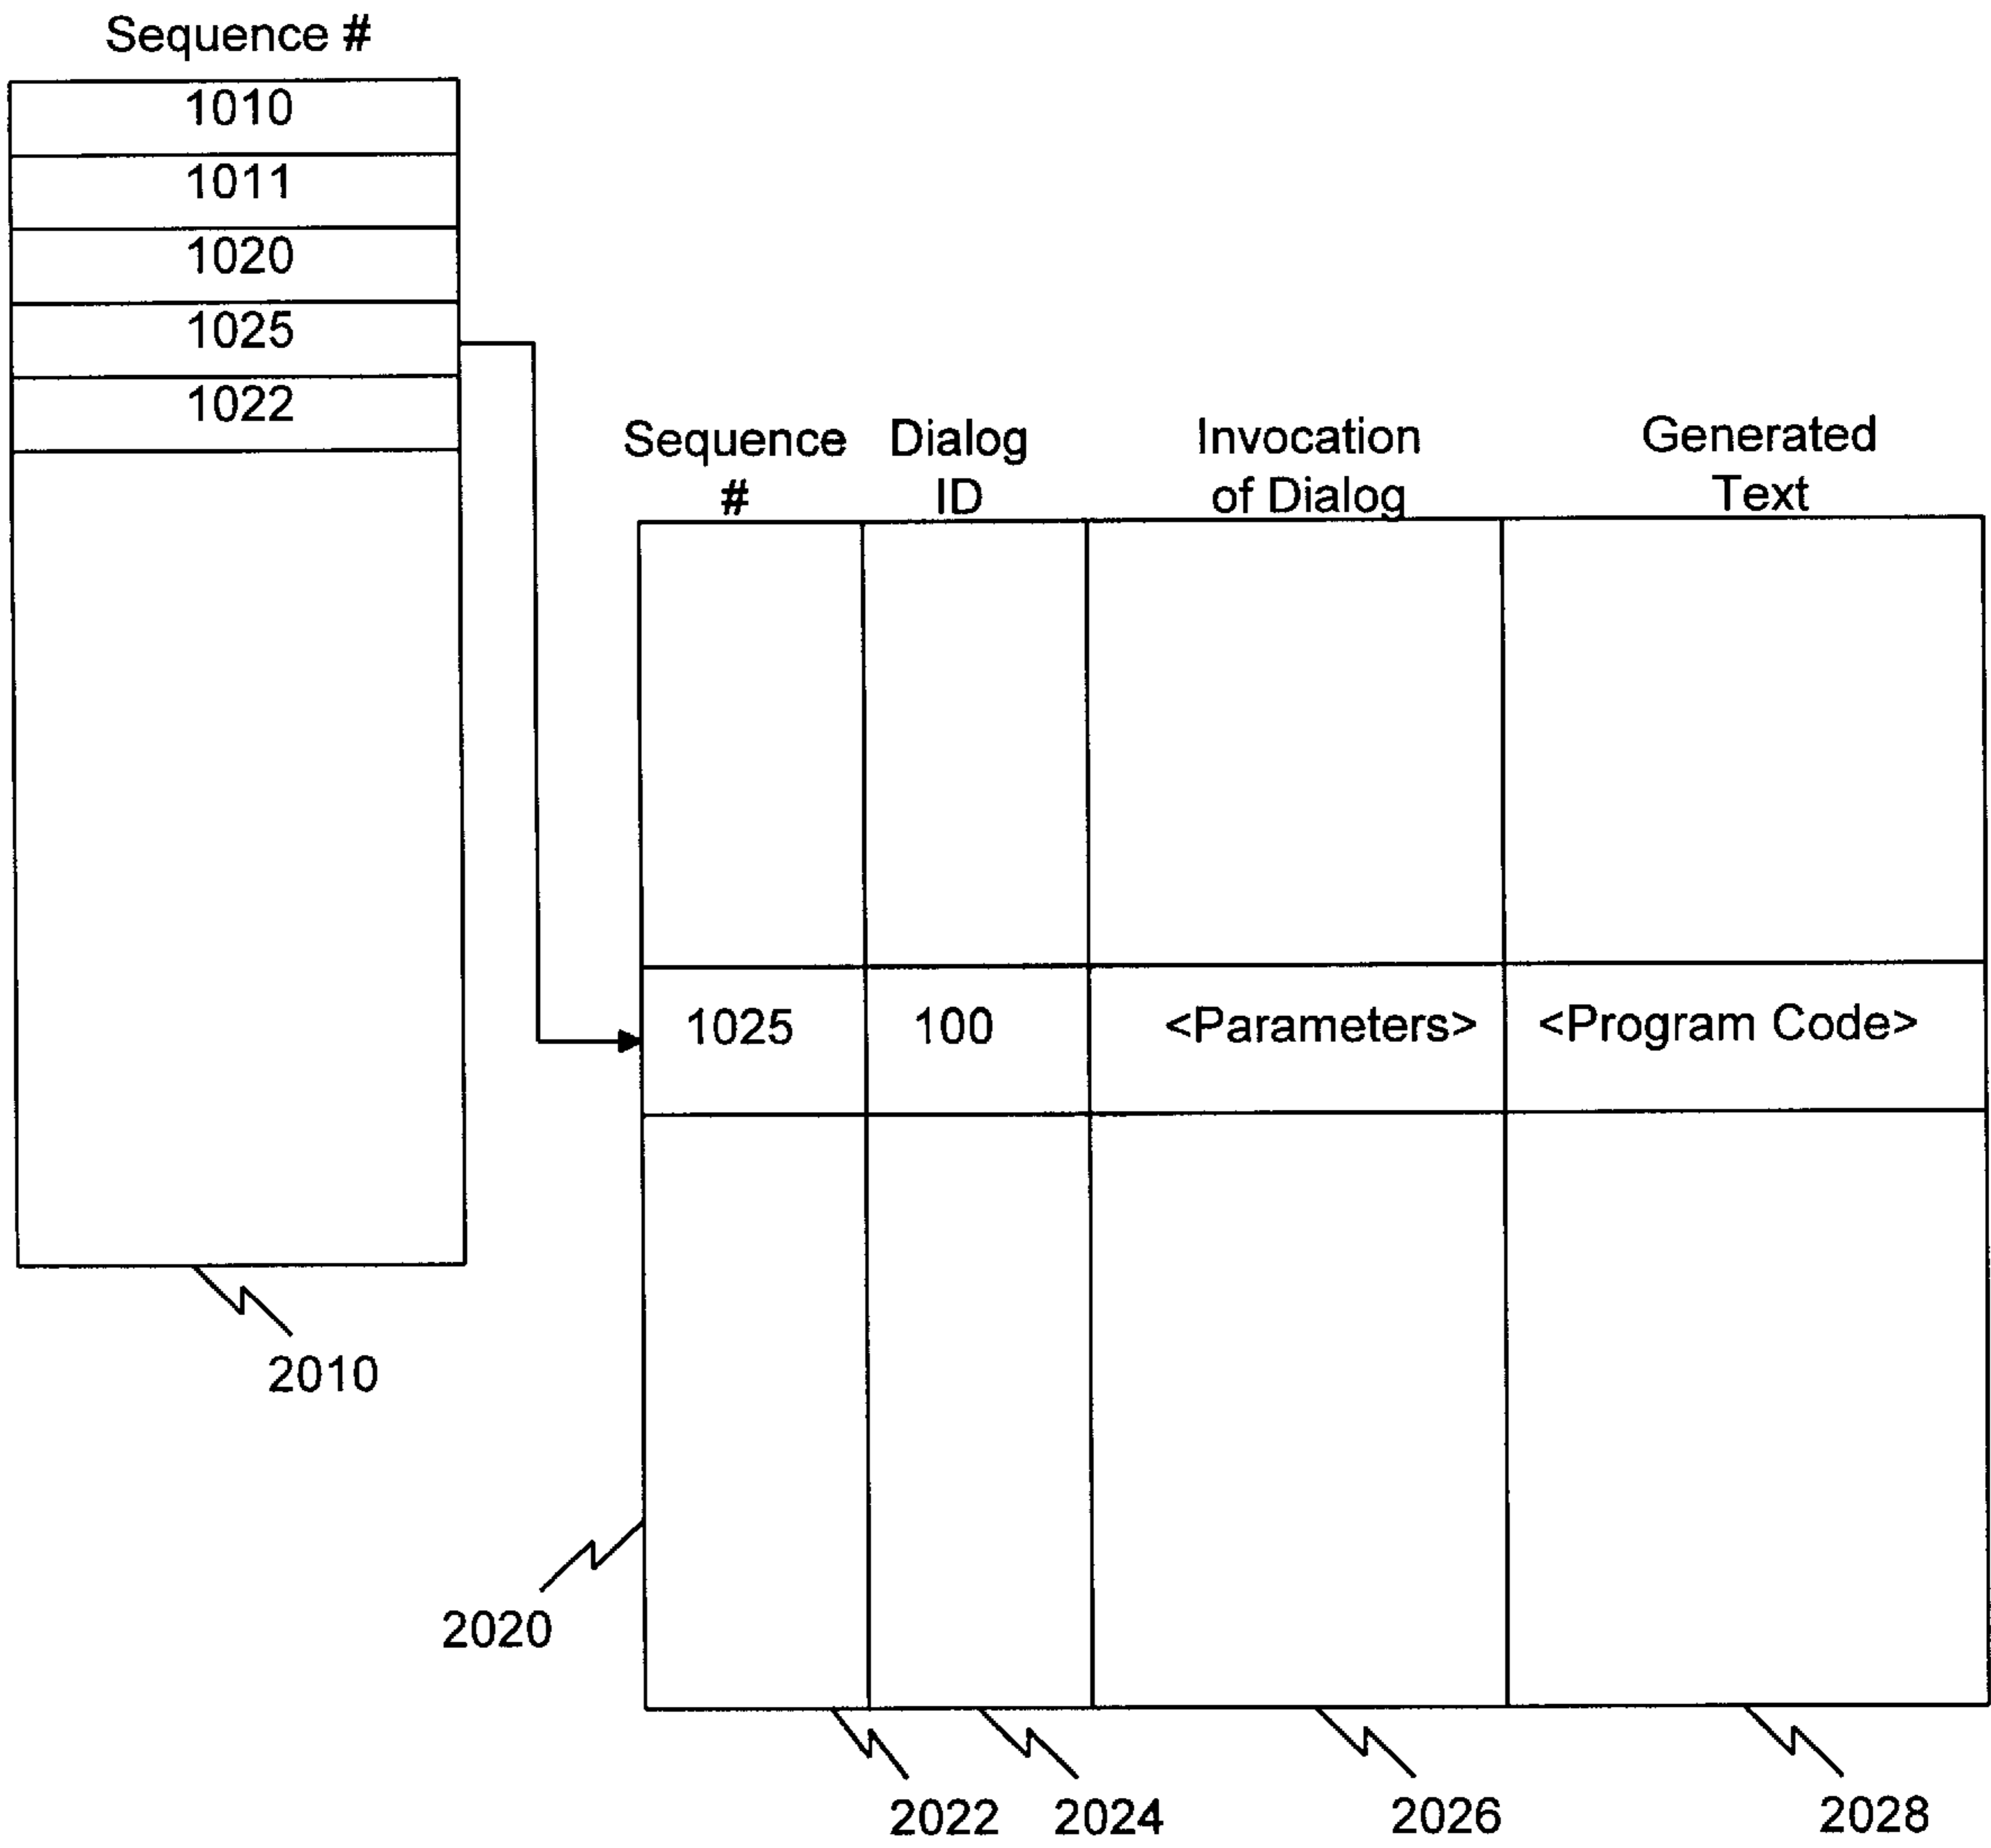 Sequence #
1010
1011
1020
1025
1022
Sequence
#
Dialog
ID
Invocation
of Dialog
Generated
Text
1025
100
<Parameters>
<Program Code>
2010
2020
2022
2024
2026
2028